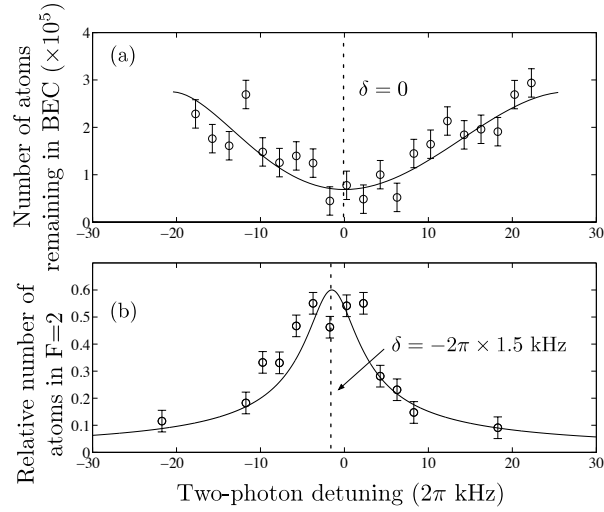 Number of atoms
remaining in BEC (×10⁵)
(a)
δ = 0
4
3
2
1
0
−30 −20 −10 0 10 20 30
Relative number of
atoms in F=2
(b)
δ = −2π × 1.5 kHz
0.6
0.5
0.4
0.3
0.2
0.1
0
−30 −20 −10 0 10 20 30
Two-photon detuning (2π kHz)